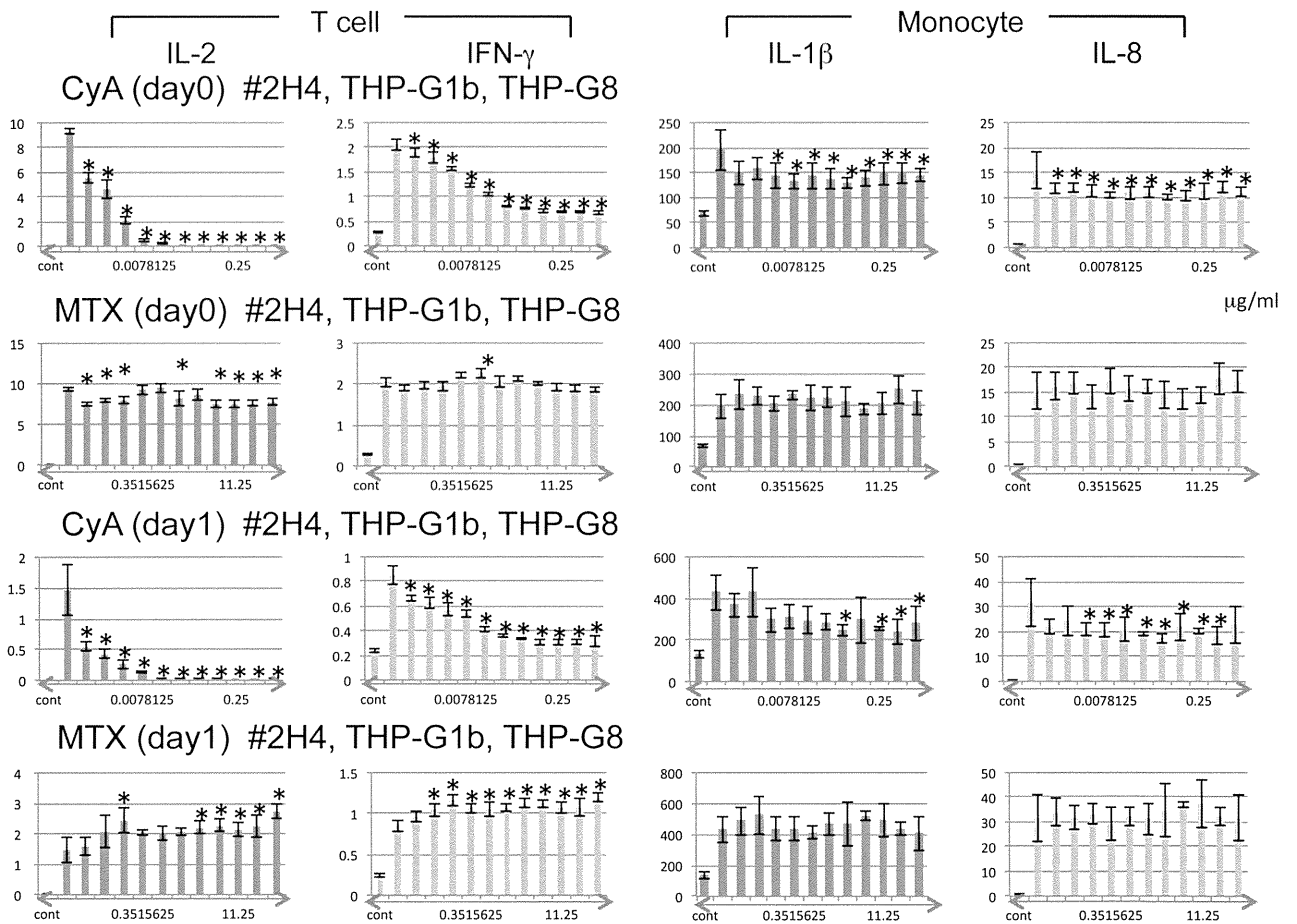 T cell Monocyte
IL-2 IFN-γ IL-1β IL-8
CyA (day0) #2H4, THP-G1b, THP-G8
10 2.5 250 25
8 2 200 20
6 1.5 150 15
4 1 100 10
2 0.5 50 5
0 0 0 0
* * * * * * * * * * *
* * * * * * * * * * *
* * * * * * * * *
* * * * * * * * * * *
cont 0.0078125 0.25 cont 0.0078125 0.25 cont 0.0078125 0.25 cont 0.0078125 0.25
μg/ml
MTX (day0) #2H4, THP-G1b, THP-G8
15 3 400 25
10 2 300 20
5 1 200 15
0 0 100 10
0 5
0
* * * * * * * *
*
cont 0.3515625 11.25 cont 0.3515625 11.25 cont 0.3515625 11.25 cont 0.3515625 11.25
CyA (day1) #2H4, THP-G1b, THP-G8
2 1 600 50
1.5 0.8 400 40
1 0.6 200 30
0.5 0.4 0 20
0 0.2 10
0 0
* * * * * * * * * * *
* * * * * * * * * * *
* * * *
* * * * * * * *
cont 0.0078125 0.25 cont 0.0078125 0.25 cont 0.0078125 0.25 cont 0.0078125 0.25
MTX (day1) #2H4, THP-G1b, THP-G8
4 1.5 800 50
3 1 600 40
2 0.5 400 30
1 0 200 20
0 0 10
0
* * * * * *
* * * * * * * * * *
cont 0.3515625 11.25 cont 0.3515625 11.25 cont 0.3515625 11.25 cont 0.3515625 11.25